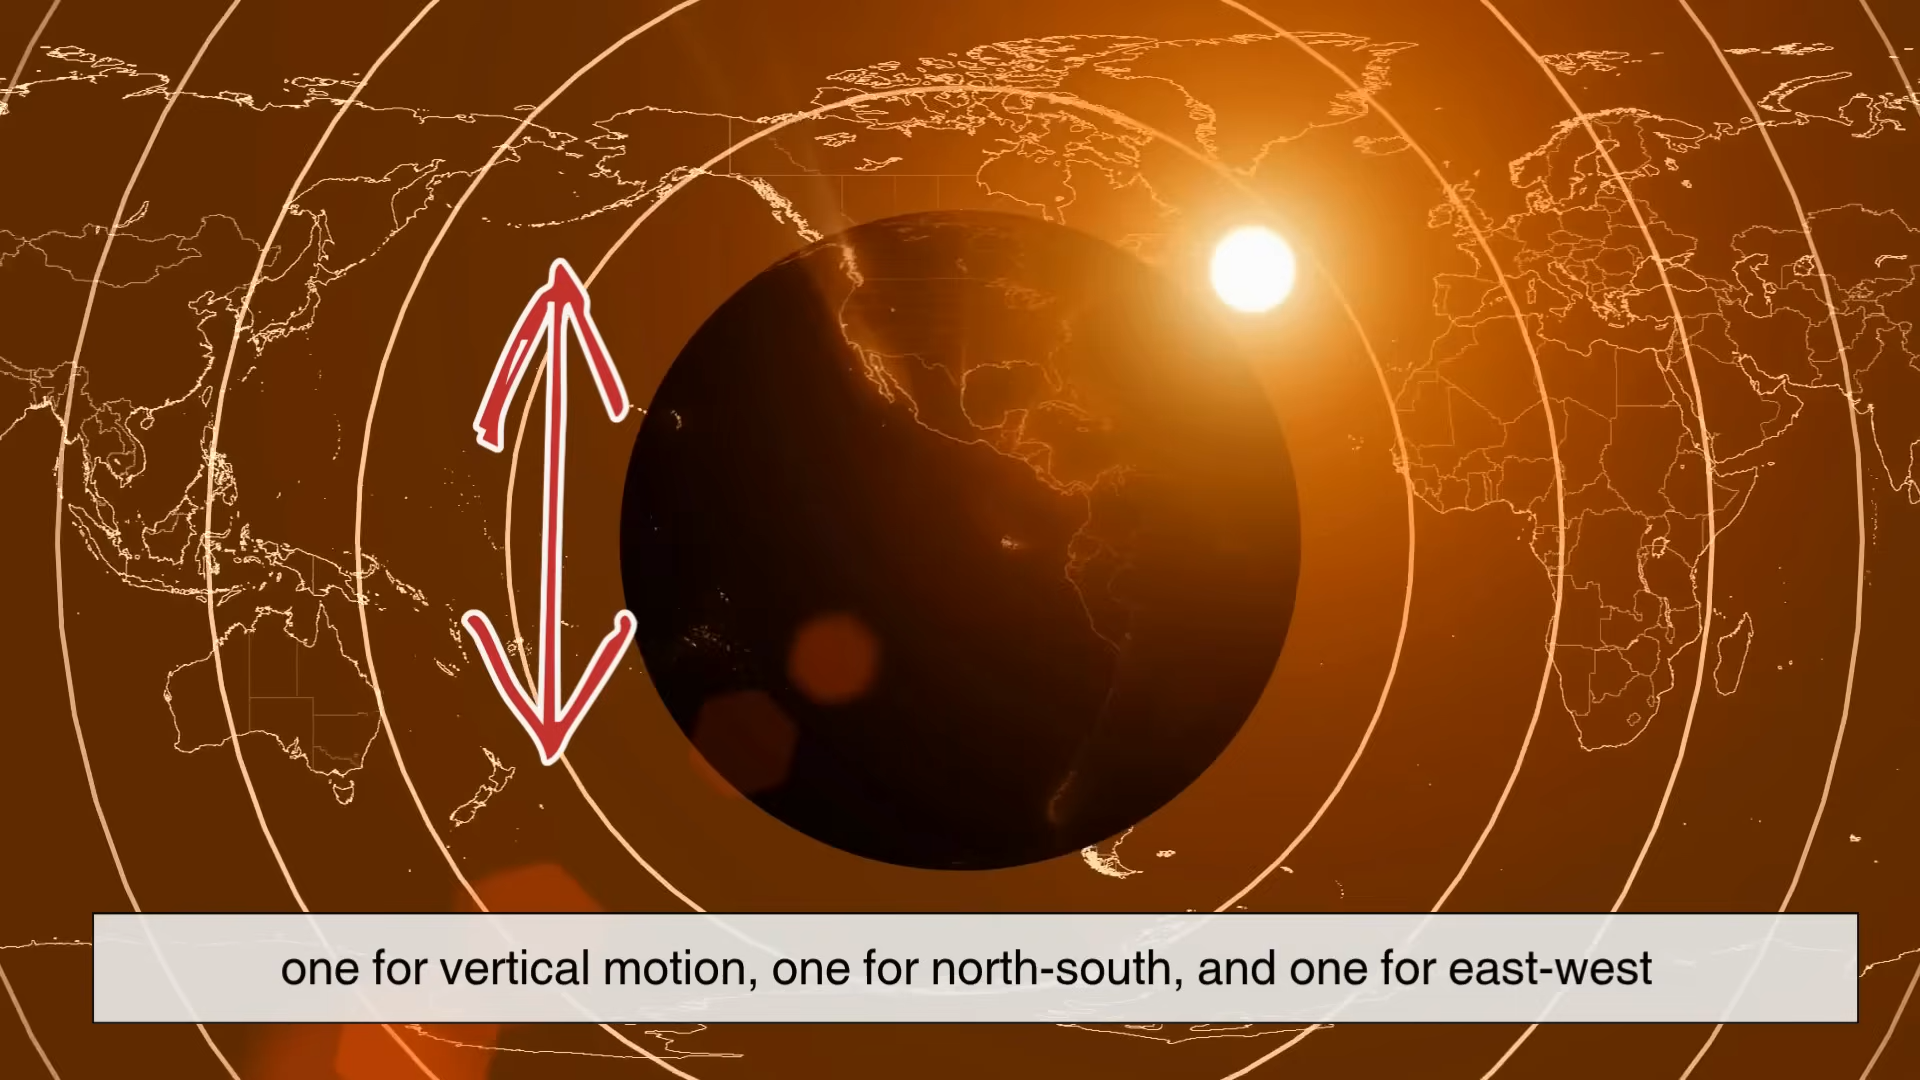 one for vertical motion, one for north-south, and one for east-west